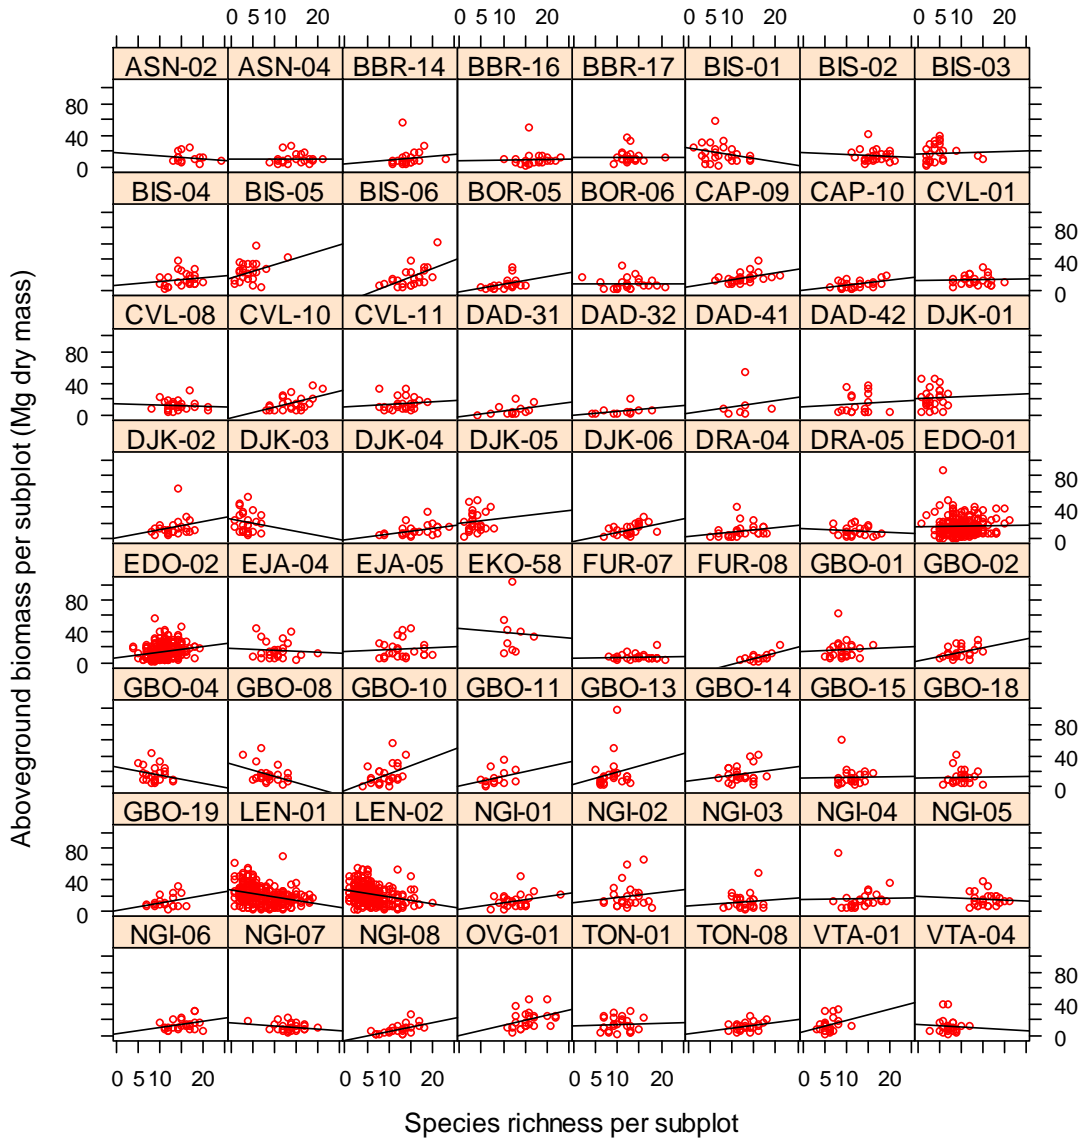 0 5 10 20 0 5 10 20 0 5 10 20 0 5 10 20
ASN-02 ASN-04 BBR-14 BBR-16 BBR-17 BIS-01 BIS-02 BIS-03
80
40
0
BIS-04 BIS-05 BIS-06 BOR-05 BOR-06 CAP-09 CAP-10 CVL-01
80
40
0
CVL-08 CVL-10 CVL-11 DAD-31 DAD-32 DAD-41 DAD-42 DJK-01
80
40
0
DJK-02 DJK-03 DJK-04 DJK-05 DJK-06 DRA-04 DRA-05 EDO-01
80
40
0
EDO-02 EJA-04 EJA-05 EKO-58 FUR-07 FUR-08 GBO-01 GBO-02
80
40
0
GBO-04 GBO-08 GBO-10 GBO-11 GBO-13 GBO-14 GBO-15 GBO-18
80
40
0
GBO-19 LEN-01 LEN-02 NGI-01 NGI-02 NGI-03 NGI-04 NGI-05
80
40
0
NGI-06 NGI-07 NGI-08 OVG-01 TON-01 TON-08 VTA-01 VTA-04
80
40
0
0 5 10 20 0 5 10 20 0 5 10 20 0 5 10 20
Species richness per subplot
Aboveground biomass per subplot (Mg dry mass)